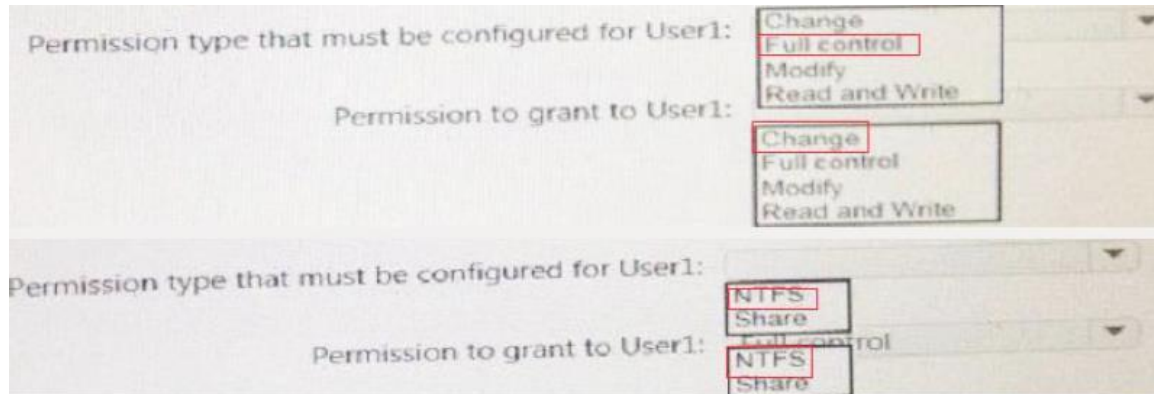 Permission type that must be configured for User1:
Change
Full control
Modify
Read and Write
Permission to grant to User1:
Change
Full control
Modify
Read and Write
Permission type that must be configured for User1:
NTFS
Share
Permission to grant to User1:
Full control
NTFS
Share